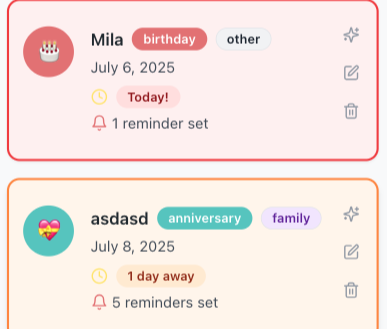 Mila birthday other
July 6, 2025
Today!
1 reminder set
asdasd anniversary family
July 8, 2025
1 day away
5 reminders set